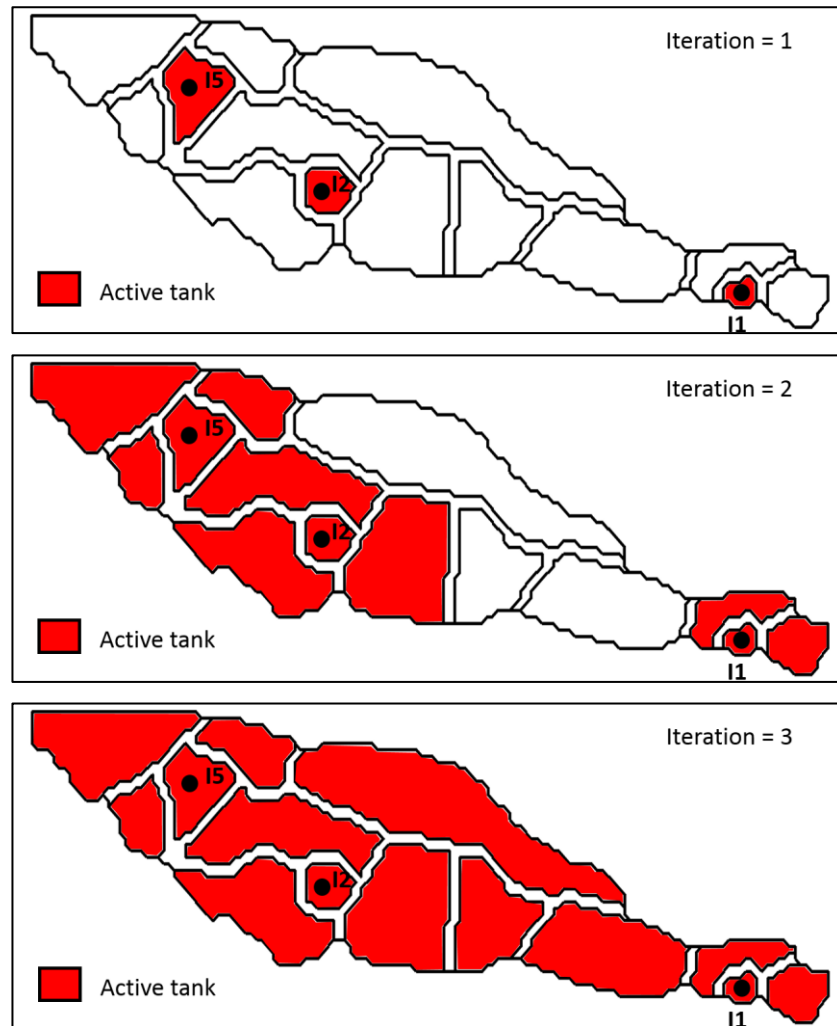 Iteration = 1
I5
I2
Active tank
I1
Iteration = 2
I5
I2
Active tank
I1
Iteration = 3
I5
I2
Active tank
I1